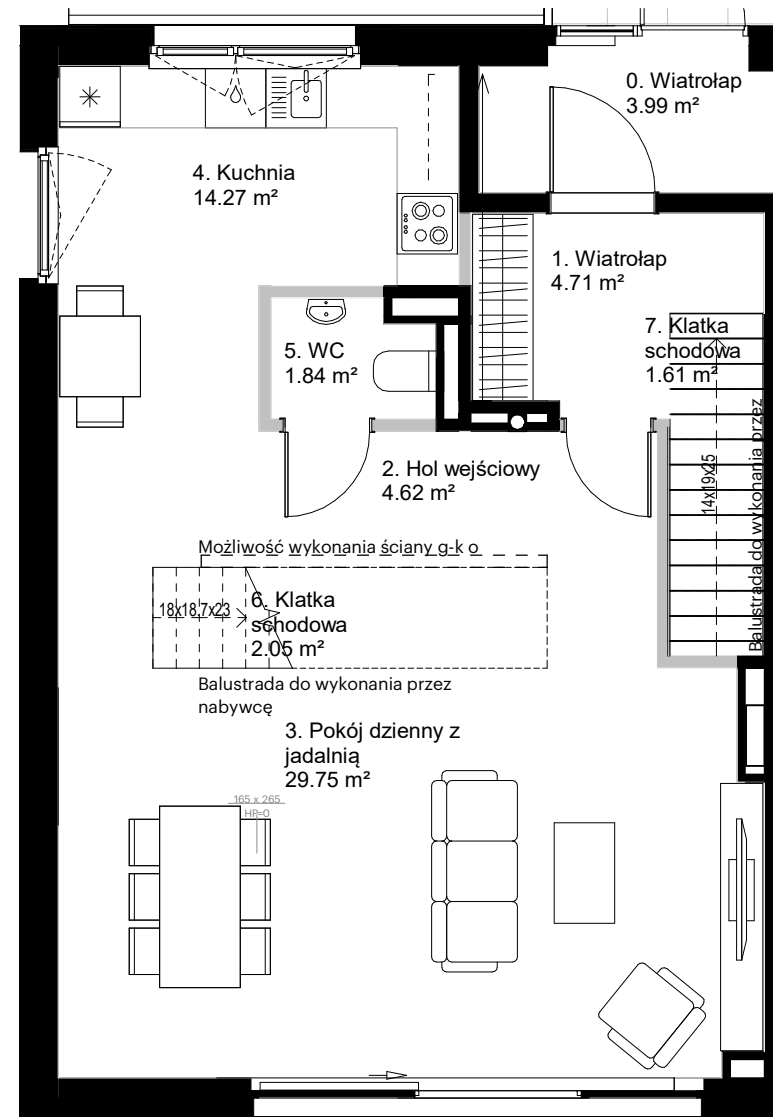 0. Wiatrołap
3.99 m²
4. Kuchnia
14.27 m²
1. Wiatrołap
4.71 m²
7. Klatka
schodowa
1.61 m²
5. WC
1.84 m²
2. Hol wejściowy
4.62 m²
14x19x25
Balustrada do wykonania przez
Możliwość wykonania ściany g-k o
18x18,7x23
6. Klatka
schodowa
2.05 m²
Balustrada do wykonania przez
nabywcę
3. Pokój dzienny z
jadalnią
29.75 m²
165 x 265
HP=0